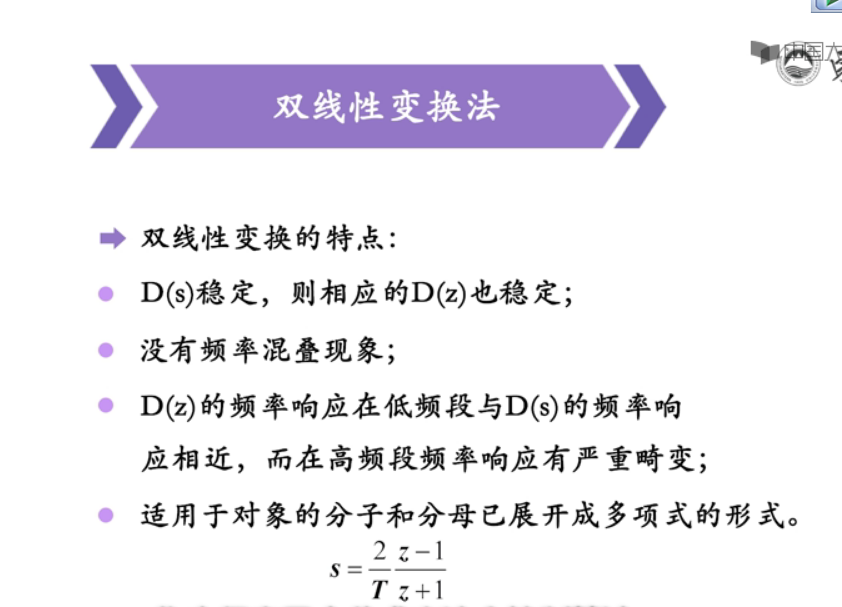 中国大
双线性变换法
双线性变换的特点：
D(s)稳定，则相应的D(z)也稳定；
没有频率混叠现象；
D(z)的频率响应在低频段与D(s)的频率响
应相近，而在高频段频率响应有严重畸变；
适用于对象的分子和分母已展开成多项式的形式。
s = 2/T (z−1)/(z+1)